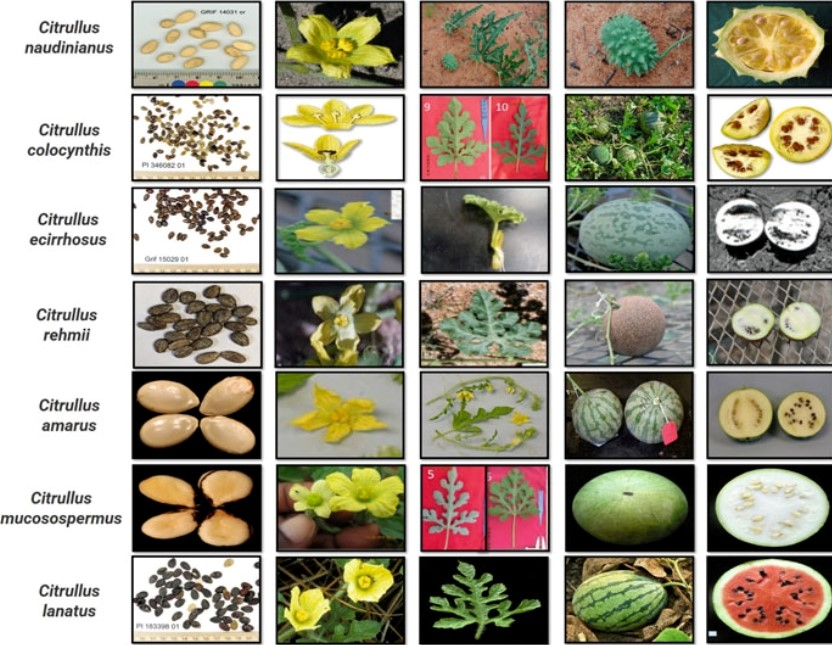 Citrullus
naudinianus
GRIF 14031 sr
Citrullus
colocynthis
PI 346082 01
9
10
Citrullus
ecirrhosus
Grif 15029 01
Citrullus
rehmii
Citrullus
amarus
Citrullus
mucosospermus
5
Citrullus
lanatus
PI 183398 01